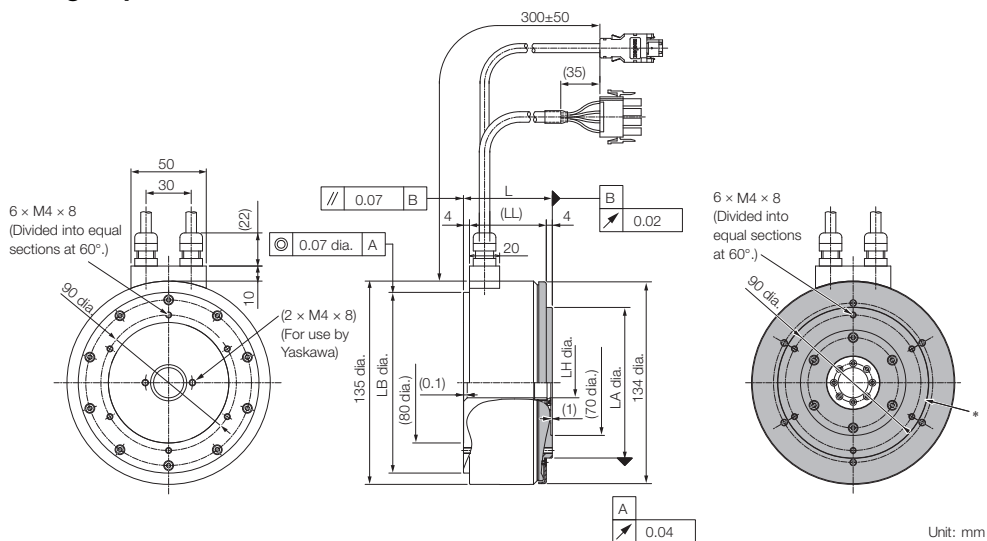 300±50
(35)
50
30
6 × M4 × 8
(Divided into equal
sections at 60°.)
(22)
10
90 dia.
(2 × M4 × 8)
(For use by
Yaskawa)
// 0.07 B
◎ 0.07 dia. A
L
(LL)
4
4
20
B
↗ 0.02
135 dia.
LB dia.
(80 dia.)
(0.1)
LH dia.
(1)
(70 dia.)
LA dia.
134 dia.
A
↗ 0.04
6 × M4 × 8
(Divided into
equal sections
at 60°.)
90 dia.
*
Unit: mm